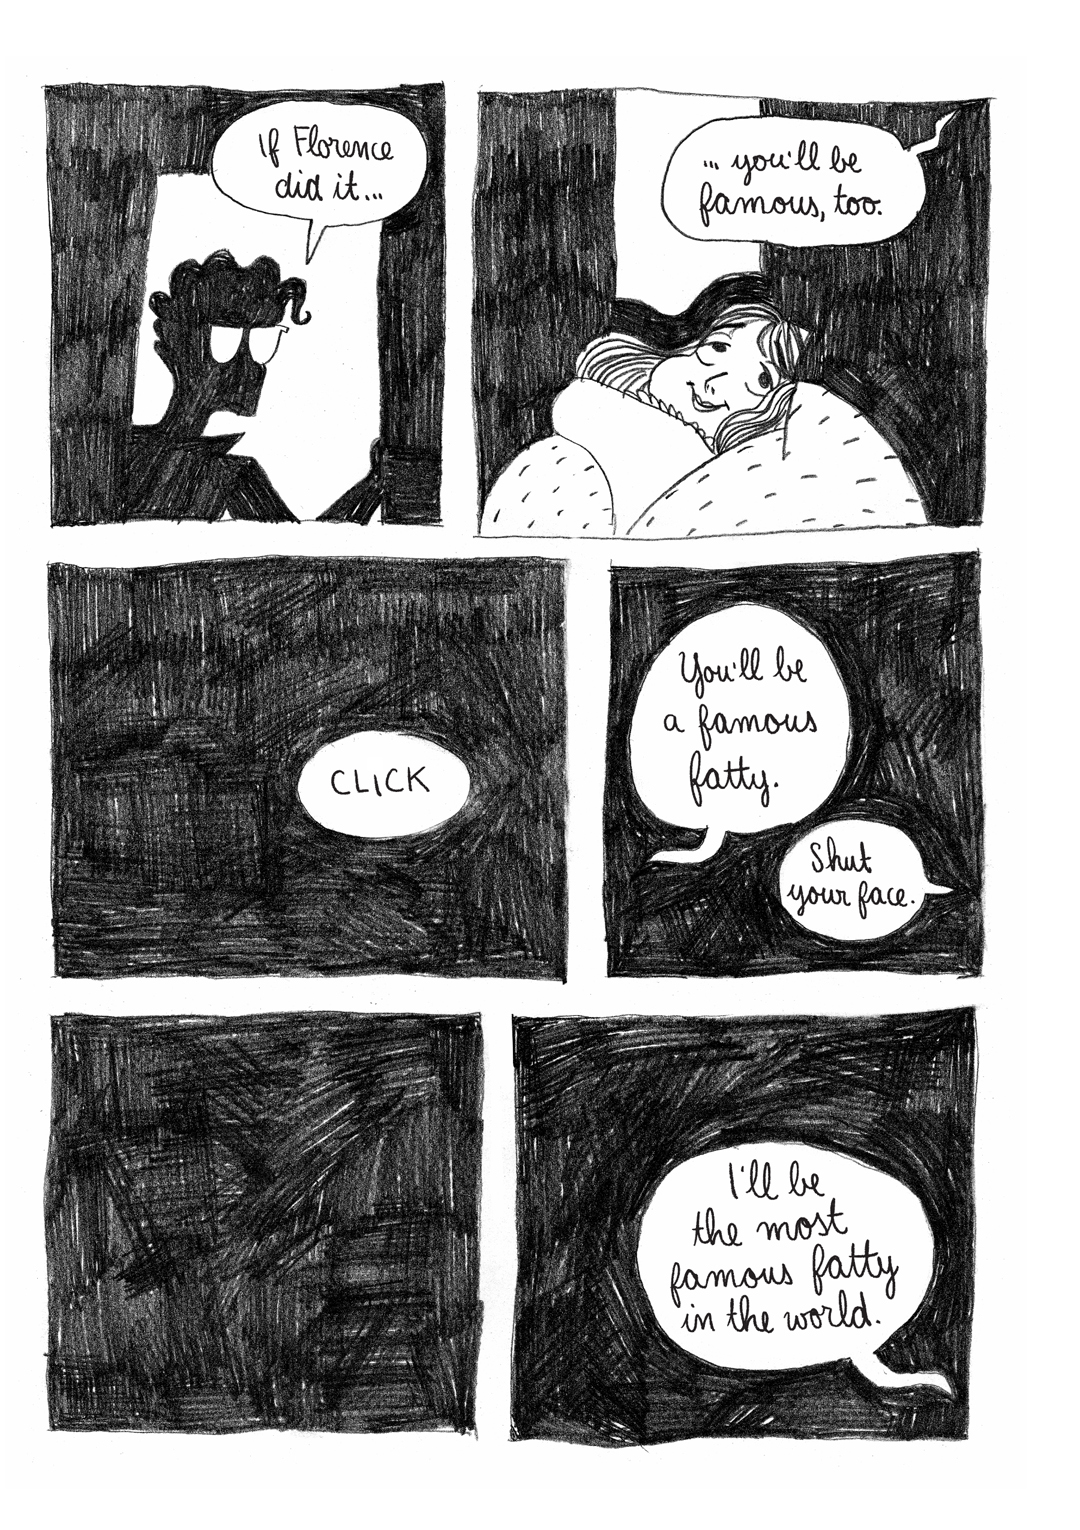 If Florence
did it...
... you'll be
famous, too.
CLICK
You'll be
a famous
fatty.
Shut
your face.
I'll be
the most
famous fatty
in the world.